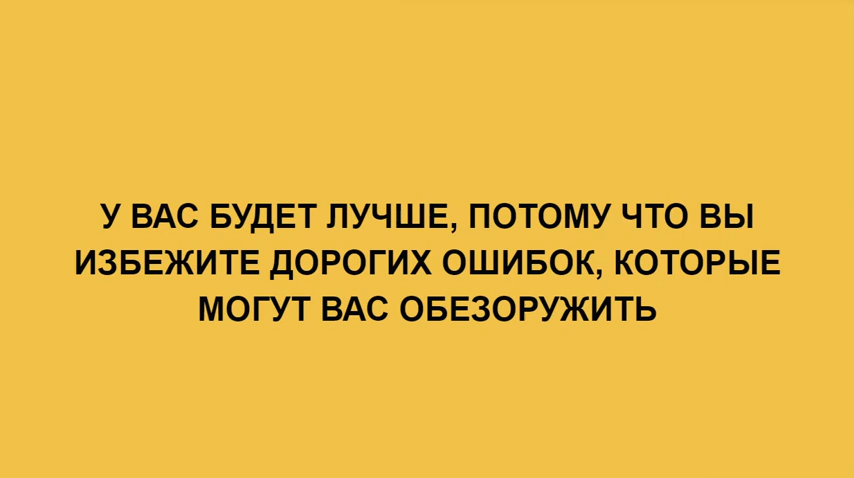 У ВАС БУДЕТ ЛУЧШЕ, ПОТОМУ ЧТО ВЫ
ИЗБЕЖИТЕ ДОРОГИХ ОШИБОК, КОТОРЫЕ
МОГУТ ВАС ОБЕЗОРУЖИТЬ